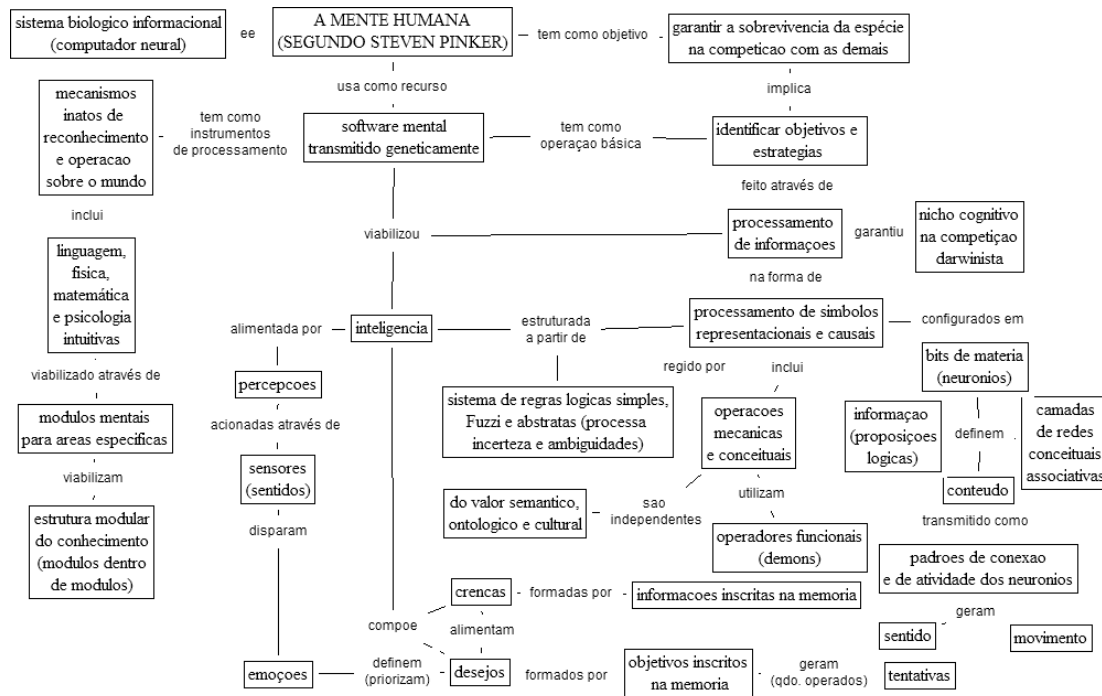 sistema biologico informacional
(computador neural)
ee
A MENTE HUMANA
(SEGUNDO STEVEN PINKER)
tem como objetivo
garantir a sobrevivencia da espécie
na competicao com as demais
usa como recurso
implica
mecanismos
inatos de
reconhecimento
e operacao
sobre o mundo
tem como
instrumentos
de processamento
software mental
transmitido geneticamente
tem como
operaçao básica
identificar objetivos e
estrategias
inclui
feito através de
linguagem,
fisica,
matemática
e psicologia
intuitivas
viabilizou
processamento
de informaçoes
garantiu
nicho cognitivo
na competiçao
darwinista
na forma de
alimentada por
inteligencia
estruturada
a partir de
processamento de simbolos
representacionais e causais
configurados em
viabilizado através de
percepcoes
regido por
inclui
bits de materia
(neuronios)
modulos mentais
para areas especificas
acionadas através de
sistema de regras logicas simples,
Fuzzi e abstratas (processa
incerteza e ambiguidades)
operacoes
mecanicas
e conceituais
informaçao
(proposiçoes
logicas)
definem
camadas
de redes
conceituais
associativas
viabilizam
sensores
(sentidos)
conteudo
estrutura modular
do conhecimento
(modulos dentro
de modulos)
disparam
do valor semantico,
ontologico e cultural
sao
independentes
utilizam
transmitido como
operadores funcionais
(demons)
padroes de conexao
e de atividade dos neuronios
crencas
formadas por
informacoes inscritas na memoria
geram
compoe
alimentam
sentido
movimento
emoçoes
definem
(priorizam)
desejos
formados por
objetivos inscritos
na memoria
geram
(qdo. operados)
tentativas